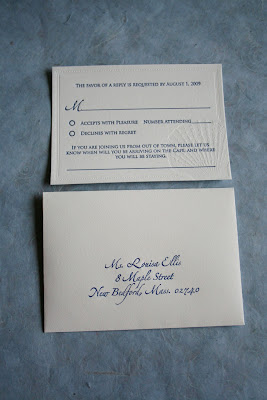 The favor of a reply is requested by August 1, 2009
M
Accepts with Pleasure Number attending
Declines with Regret
If you are joining us from out of town, please let us
know when will you be arriving on the Cape and where
you will be staying.
Ms. Louisa Ellis
8 Maple Street
New Bedford, Mass. 02740